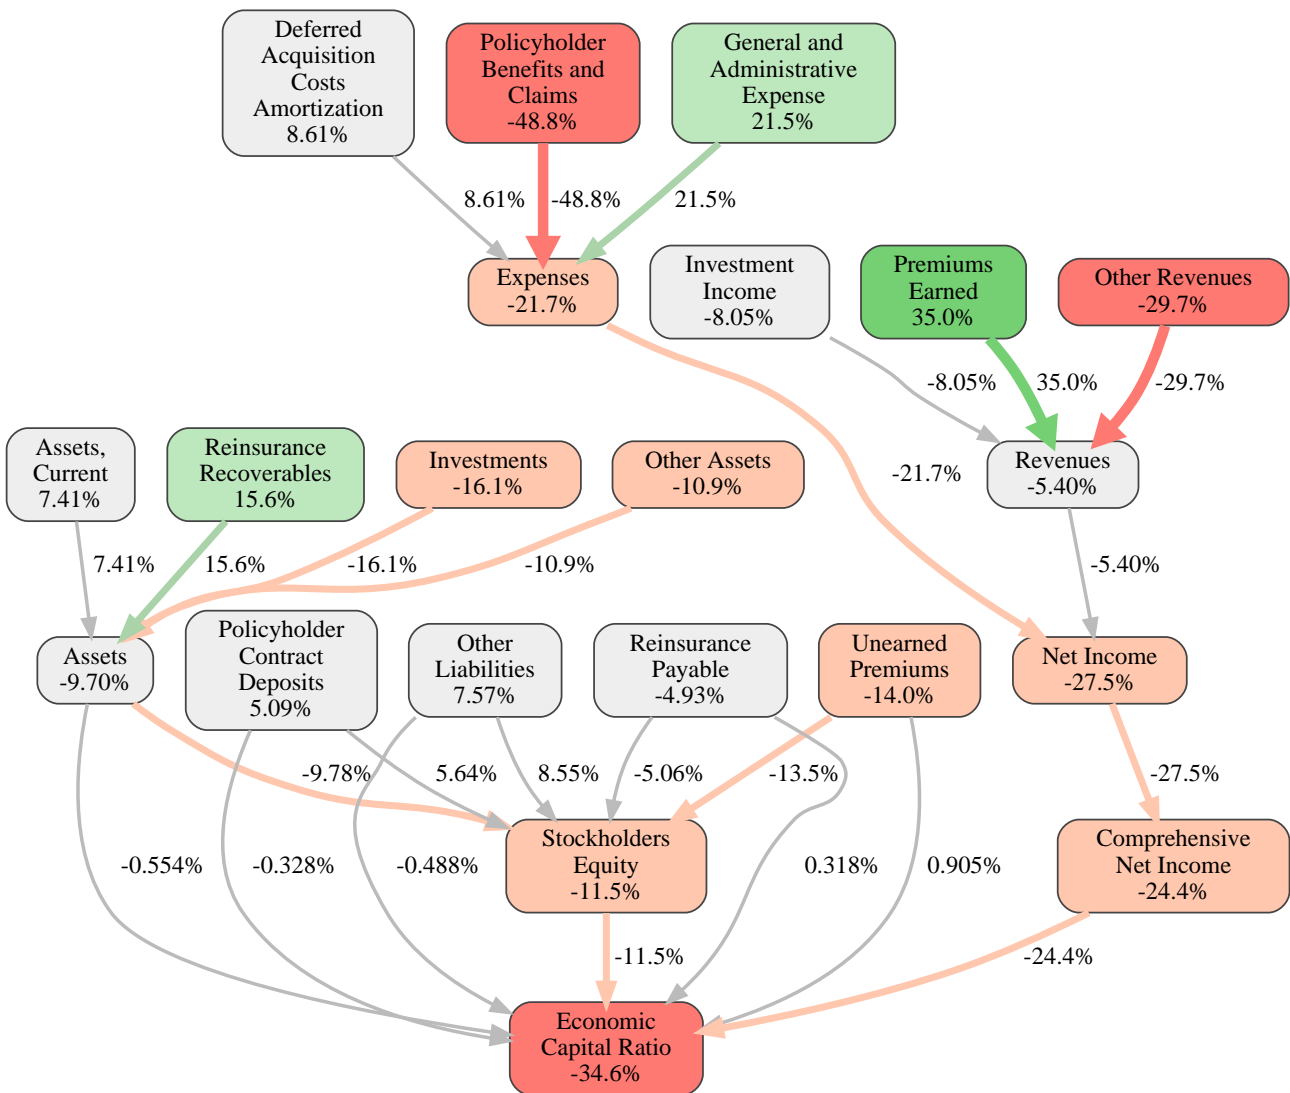 Deferred
Acquisition
Costs
Amortization
8.61%
Policyholder
Benefits and
Claims
-48.8%
General and
Administrative
Expense
21.5%
8.61%
-48.8%
21.5%
Expenses
-21.7%
Investment
Income
-8.05%
Premiums
Earned
35.0%
Other Revenues
-29.7%
-8.05%
35.0%
-29.7%
Assets,
Current
7.41%
Reinsurance
Recoverables
15.6%
Investments
-16.1%
Other Assets
-10.9%
-21.7%
Revenues
-5.40%
7.41%
15.6%
-16.1%
-10.9%
-5.40%
Assets
-9.70%
Policyholder
Contract
Deposits
5.09%
Other
Liabilities
7.57%
Reinsurance
Payable
-4.93%
Unearned
Premiums
-14.0%
Net Income
-27.5%
-9.78%
5.64%
8.55%
-5.06%
-13.5%
-27.5%
Stockholders
Equity
-11.5%
Comprehensive
Net Income
-24.4%
-0.554%
-0.328%
-0.488%
0.318%
0.905%
-11.5%
-24.4%
Economic
Capital Ratio
-34.6%